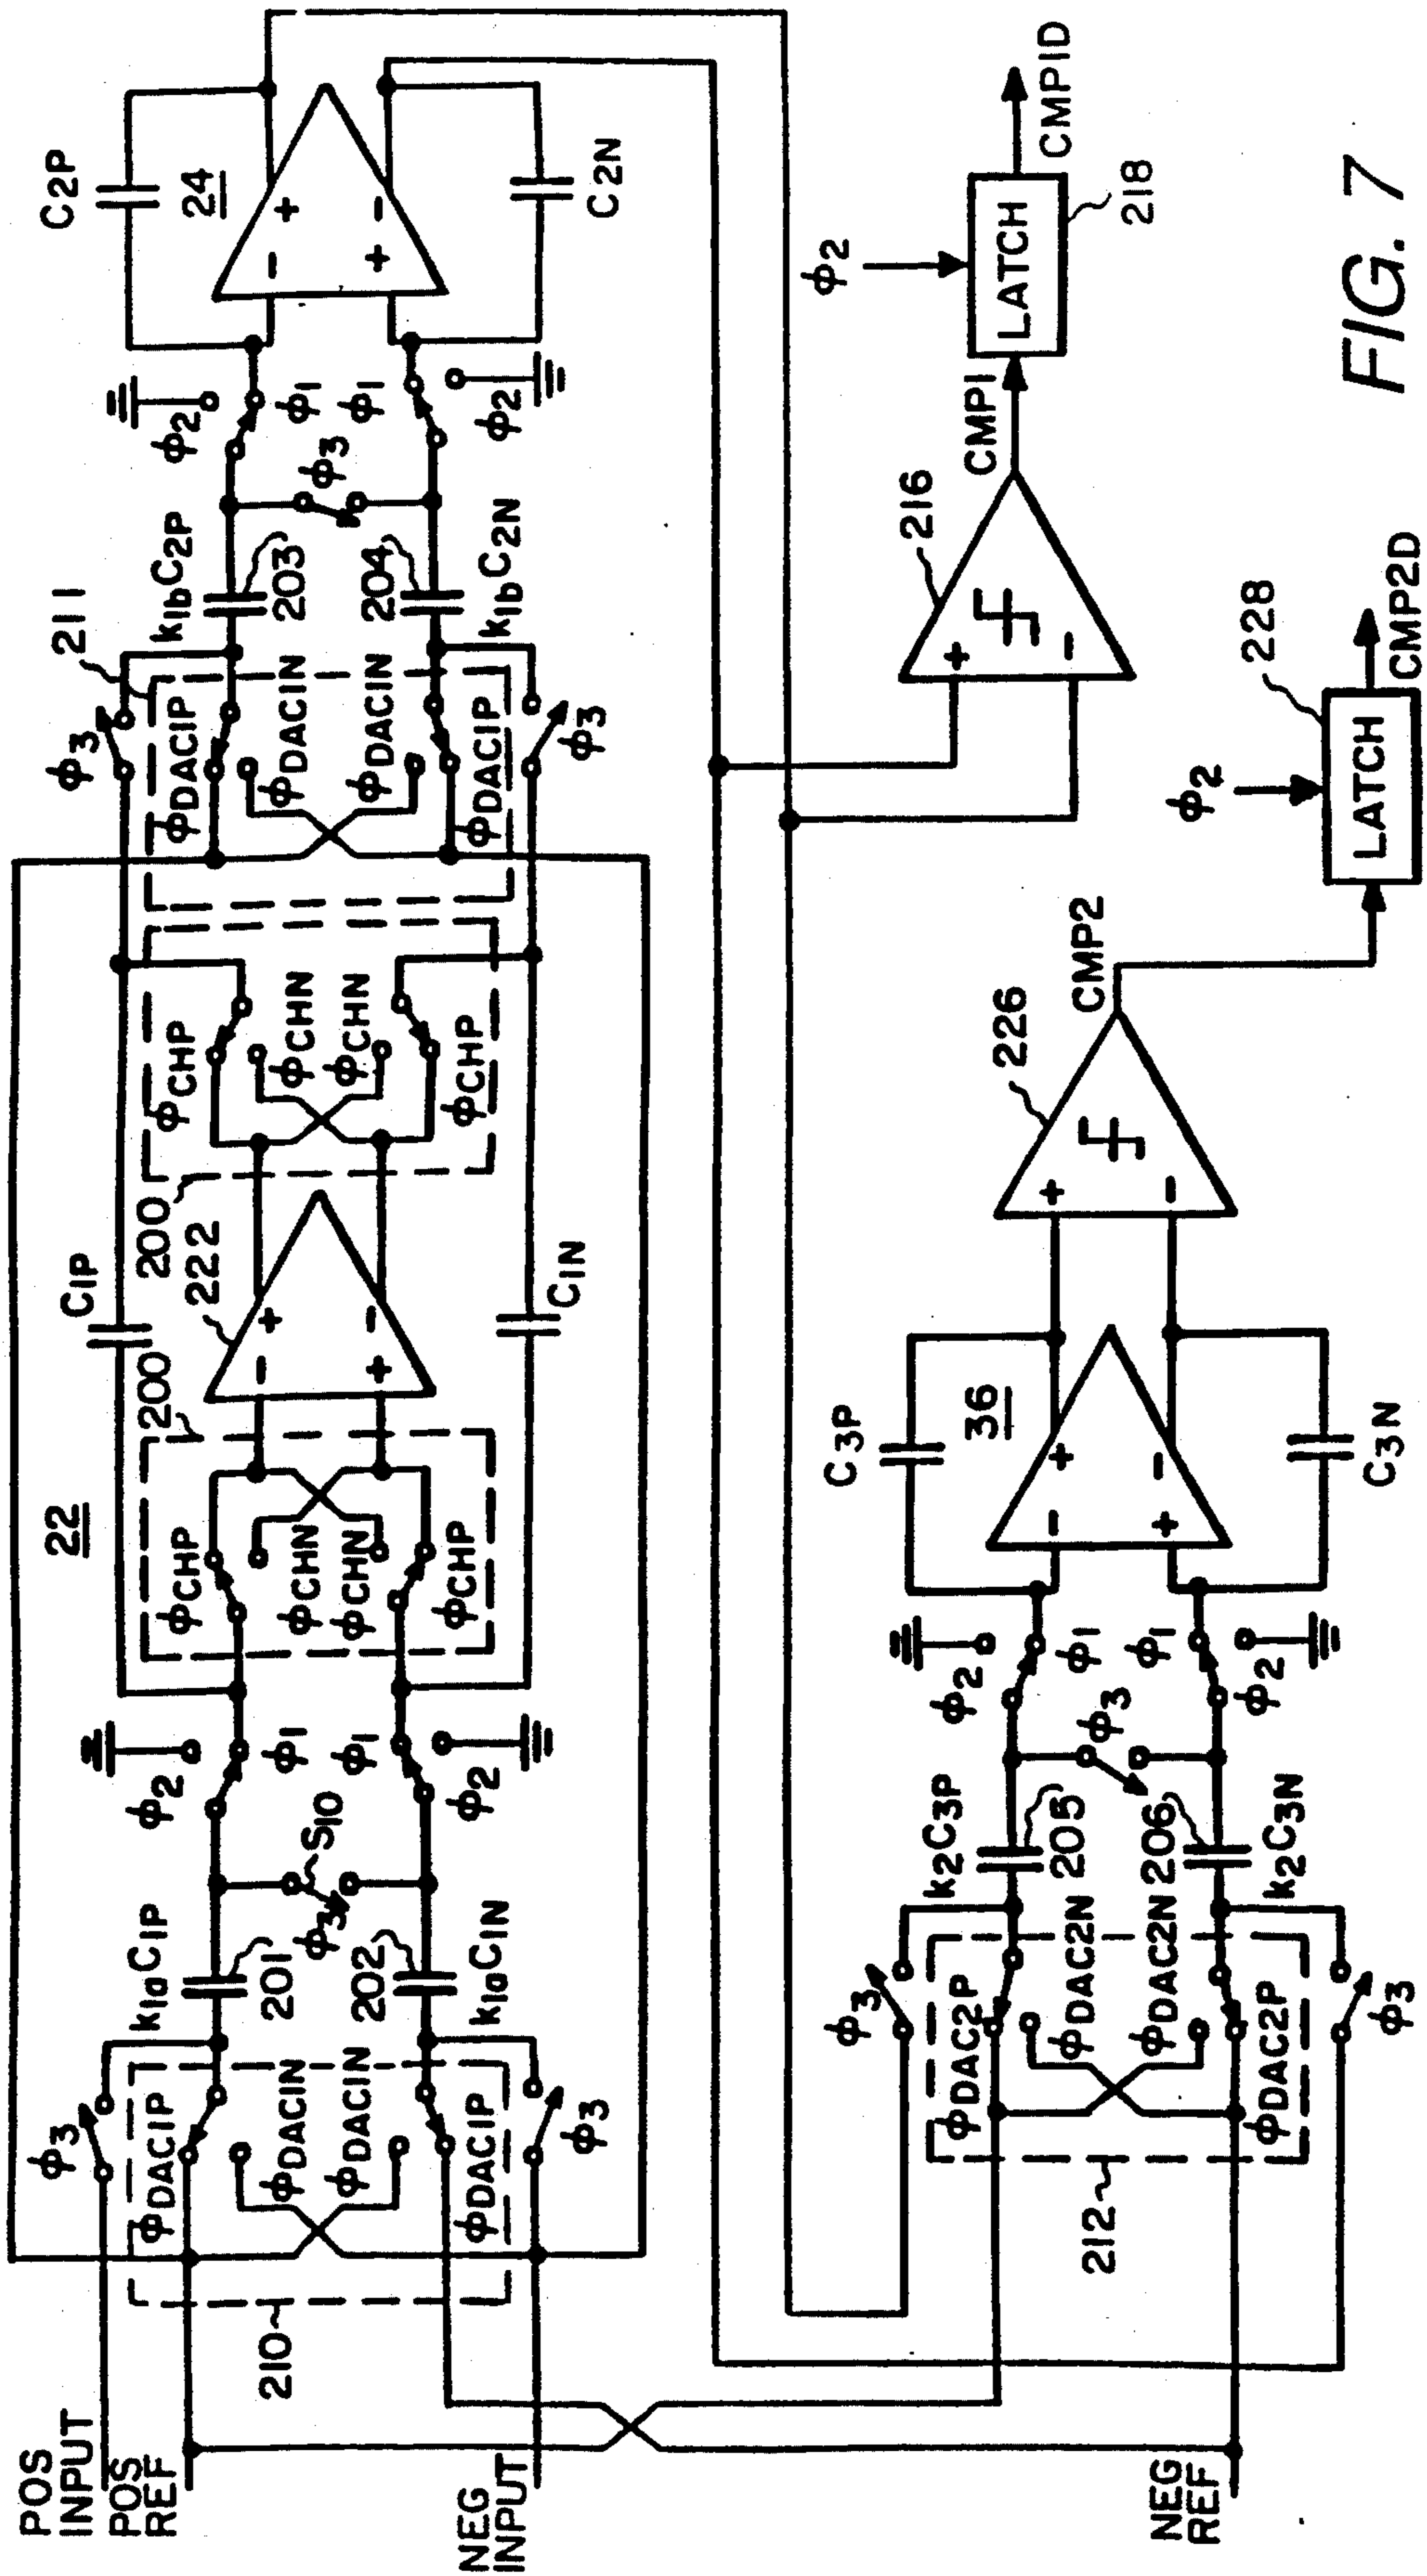 POS
INPUT
POS
REF
NEG
INPUT
NEG
REF
210
ϕ3
ϕDAC1P
ϕDAC1N
ϕDAC1N
ϕDAC1P
ϕ3
k1aC1P
201
202
k1aC1N
ϕ3
S10
ϕ2
ϕ1
ϕ1
ϕ2
22
ϕCHP
ϕCHN
ϕCHN
ϕCHP
200
C1P
222
- +
+ -
C1N
200
ϕCHP
ϕCHN
ϕCHN
ϕCHP
ϕ3
ϕDAC1P
ϕDAC1N
ϕDAC1N
ϕDAC1P
ϕ3
211
k1bC2P
203
204
k1bC2N
ϕ3
ϕ2
ϕ1
ϕ1
ϕ2
C2P
24
- +
+ -
C2N
212
ϕ3
ϕDAC2P
ϕDAC2N
ϕDAC2N
ϕDAC2P
ϕ3
k2C3P
205
206
k2C3N
ϕ3
ϕ2
ϕ1
ϕ1
ϕ2
C3P
36
- +
+ -
C3N
226
+
-
CMP2
ϕ2
LATCH
228
CMP2D
216
+
-
CMP1
ϕ2
LATCH
218
CMP1D
FIG. 7